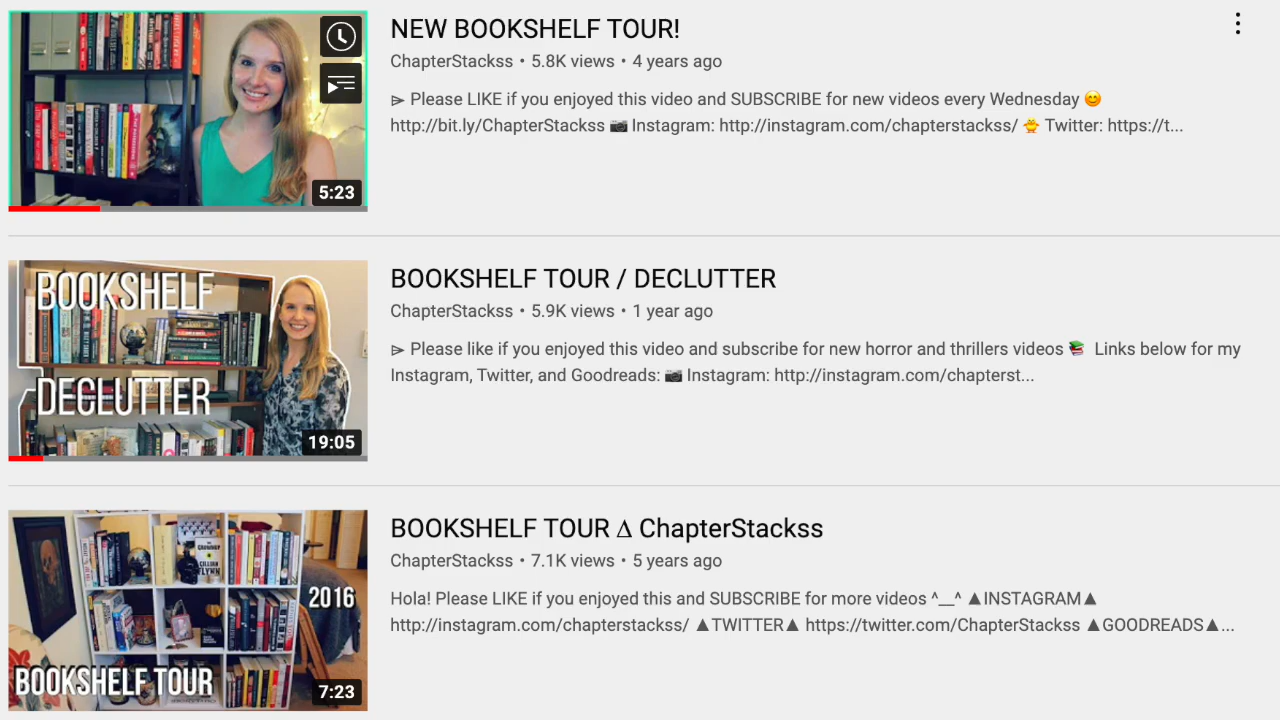 NEW BOOKSHELF TOUR!
ChapterStackss • 5.8K views • 4 years ago
⌲ Please LIKE if you enjoyed this video and SUBSCRIBE for new videos every Wednesday 😊
http://bit.ly/ChapterStackss 📷 Instagram: http://instagram.com/chapterstackss/ 🐥 Twitter: https://t...
5:23
BOOKSHELF
DECLUTTER
19:05
BOOKSHELF TOUR / DECLUTTER
ChapterStackss • 5.9K views • 1 year ago
⌲ Please like if you enjoyed this video and subscribe for new horror and thrillers videos 📚 Links below for my
Instagram, Twitter, and Goodreads: 📷 Instagram: http://instagram.com/chapterst...
GILLIAN
FLYNN
2016
BOOKSHELF TOUR
7:23
BOOKSHELF TOUR ∆ ChapterStackss
ChapterStackss • 7.1K views • 5 years ago
Hola! Please LIKE if you enjoyed this and SUBSCRIBE for more videos ^__^ ▲INSTAGRAM▲
http://instagram.com/chapterstackss/ ▲TWITTER▲ https://twitter.com/ChapterStackss ▲GOODREADS▲...